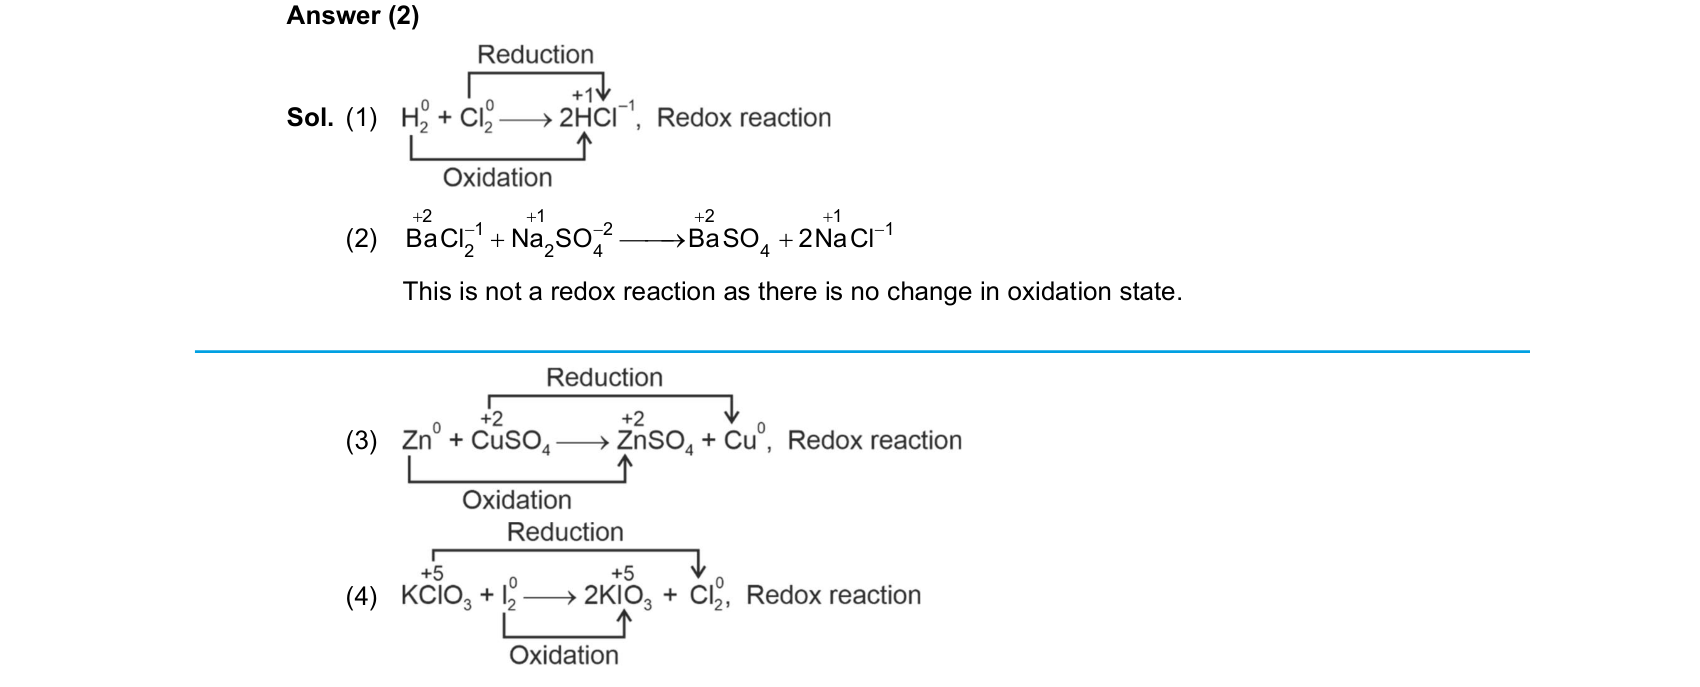 Answer (2)
Reduction
Sol. (1) H₂⁰ + Cl₂⁰ ⟶ 2H⁺¹Cl⁻¹, Redox reaction
Oxidation
(2) Ba⁺²Cl₂⁻¹ + Na₂⁺¹SO₄⁻² ⟶ Ba⁺²SO₄ + 2Na⁺¹Cl⁻¹
This is not a redox reaction as there is no change in oxidation state.
Reduction
(3) Zn⁰ + Cu⁺²SO₄ ⟶ Zn⁺²SO₄ + Cu⁰, Redox reaction
Oxidation
Reduction
(4) KCl⁺⁵O₃ + I₂⁰ ⟶ 2KI⁺⁵O₃ + Cl₂⁰, Redox reaction
Oxidation